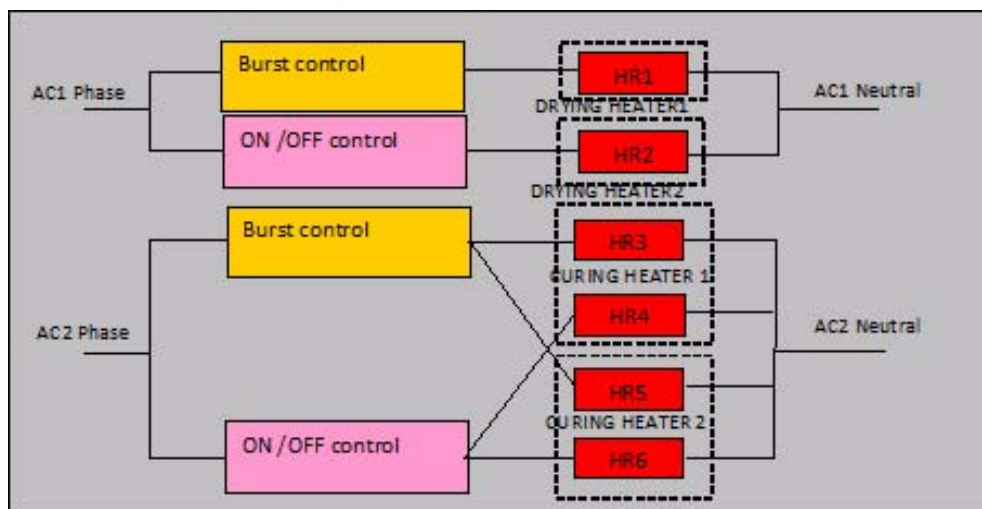 Burst control
HR1
AC1 Phase
AC1 Neutral
DRYING HEATER1
ON /OFF control
HR2
DRYING HEATER2
Burst control
HR3
CURING HEATER 1
HR4
AC2 Phase
AC2 Neutral
HR5
CURING HEATER 2
ON /OFF control
HR6